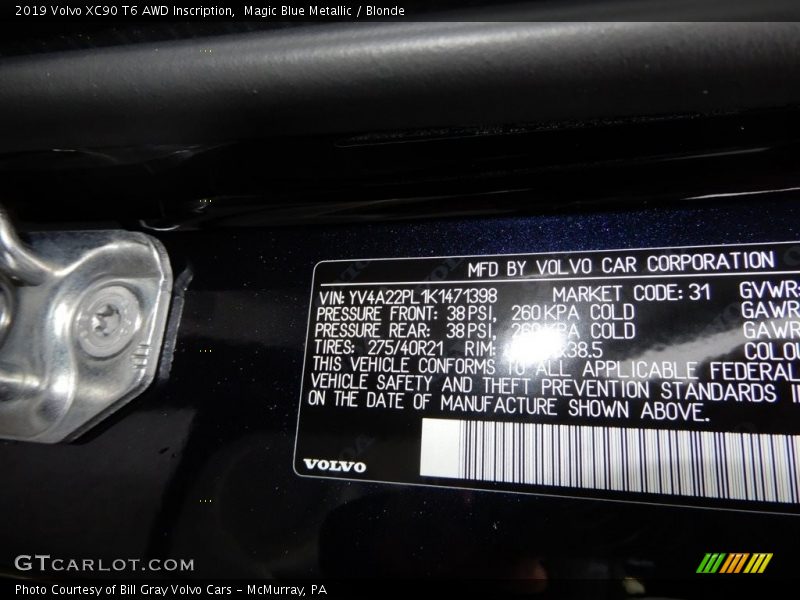 2019 Volvo XC90 T6 AWD Inscription,  Magic Blue Metallic / Blonde
MFD BY VOLVO CAR CORPORATION
VIN: YV4A22PL1K1471398 MARKET CODE: 31 GVWR:
PRESSURE FRONT: 38 PSI, 260 KPA COLD GAWR
PRESSURE REAR: 38 PSI, 260 KPA COLD GAWR
TIRES: 275/40R21 RIM: X38.5 COLOU
THIS VEHICLE CONFORMS TO ALL APPLICABLE FEDERAL
VEHICLE SAFETY AND THEFT PREVENTION STANDARDS I
ON THE DATE OF MANUFACTURE SHOWN ABOVE.
VOLVO
GTCARLOT.COM
Photo Courtesy of Bill Gray Volvo Cars – McMurray, PA